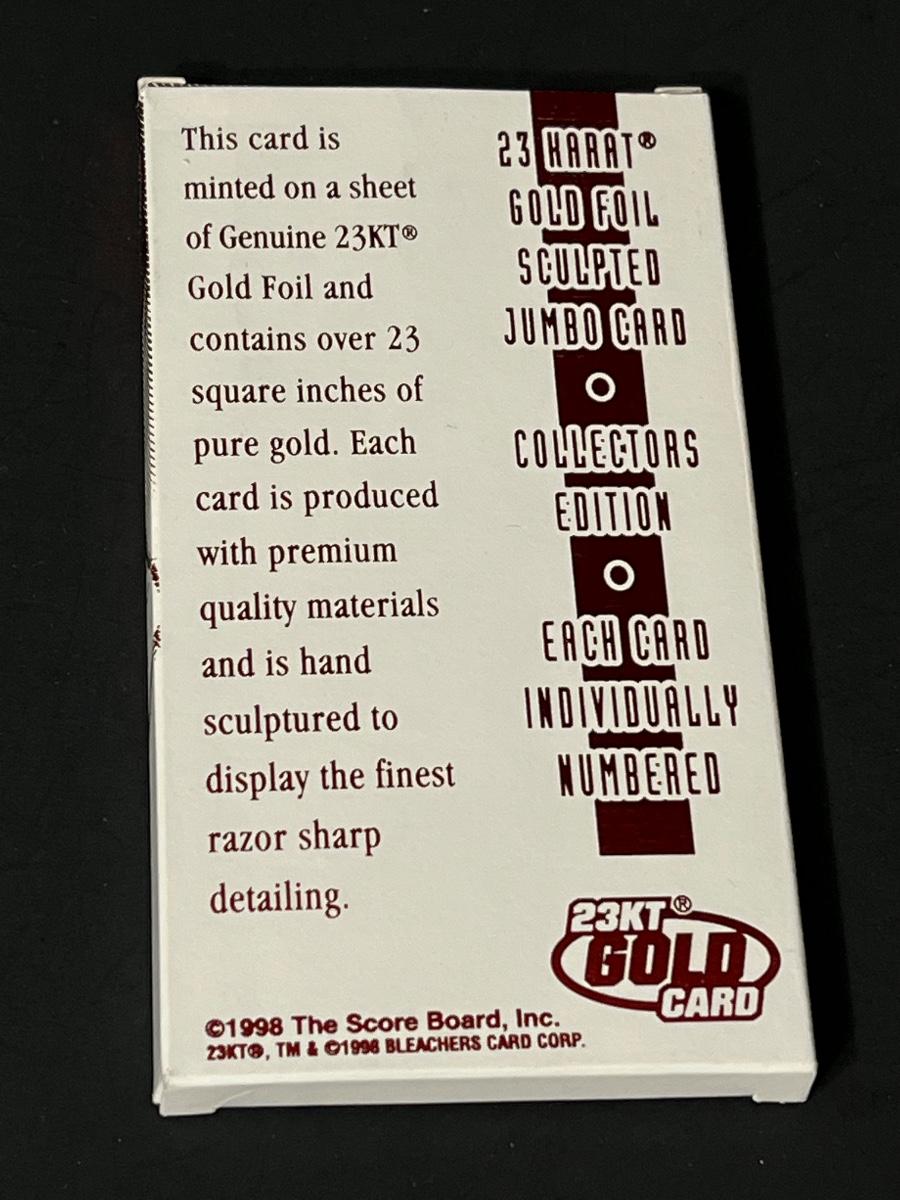 This card is
minted on a sheet
of Genuine 23KT®
Gold Foil and
contains over 23
square inches of
pure gold. Each
card is produced
with premium
quality materials
and is hand
sculptured to
display the finest
razor sharp
detailing.
23 KARAT®
GOLD FOIL
SCULPTED
JUMBO CARD
COLLECTORS
EDITION
EACH CARD
INDIVIDUALLY
NUMBERED
23KT®
GOLD
CARD
©1998 The Score Board, Inc.
23KT®, TM & ©1998 BLEACHERS CARD CORP.